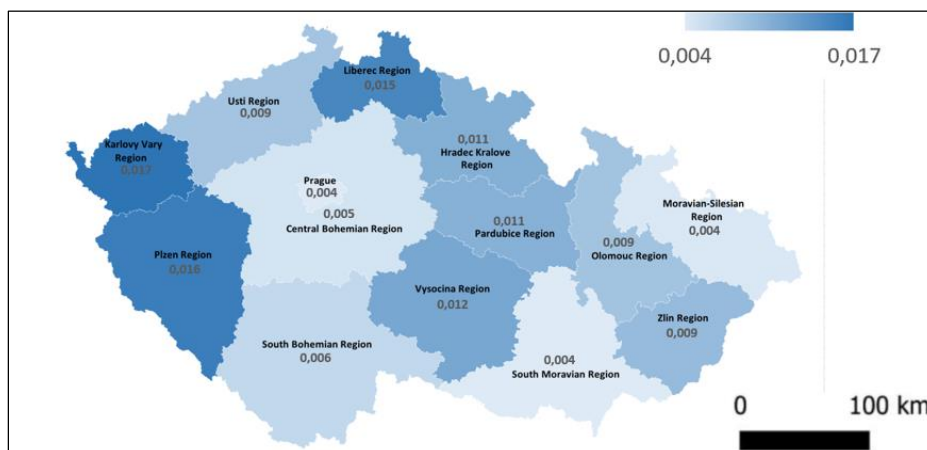 0,004
0,017
Liberec Region
0,015
Usti Region
0,009
Karlovy Vary
Region
0,017
0,011
Hradec Kralove
Region
Prague
0,004
0,005
Central Bohemian Region
0,011
Pardubice Region
Moravian-Silesian
Region
0,004
0,009
Olomouc Region
Plzen Region
0,016
Vysocina Region
0,012
Zlin Region
0,009
South Bohemian Region
0,006
0,004
South Moravian Region
0
100 km